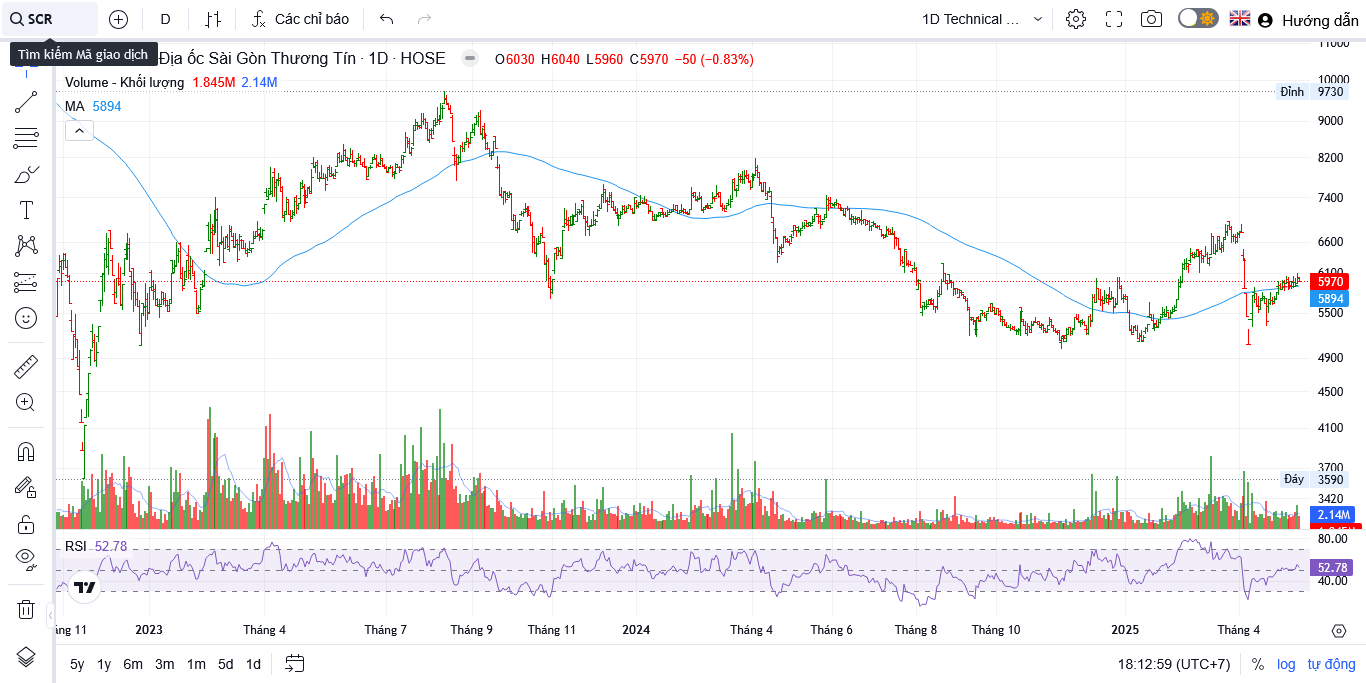 SCR
D
Các chỉ báo
1D Technical ...
Hướng dẫn
Tìm kiếm Mã giao dịch
Địa ốc Sài Gòn Thương Tín · 1D · HOSE
O6030 H6040 L5960 C5970 −50 (−0.83%)
Volume - Khối lượng 1.845M 2.14M
MA 5894
11000
10000
Đỉnh 9730
9000
8200
7400
6600
6100
5970
5894
5500
4900
4500
4100
3700
Đáy 3590
3420
2.14M
1.845M
RSI 52.78
80.00
52.78
40.00
áng 11 2023 Tháng 4 Tháng 7 Tháng 9 Tháng 11 2024 Tháng 4 Tháng 6 Tháng 8 Tháng 10 2025 Tháng 4
5y 1y 6m 3m 1m 5d 1d
18:12:59 (UTC+7) % log tự động